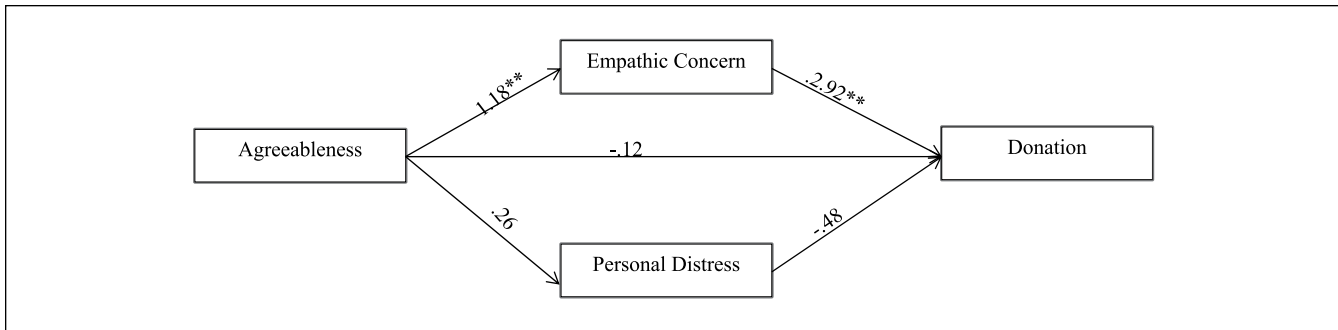 Empathic Concern
1.18**
.2.92**
Agreeableness
-.12
Donation
.26
-.48
Personal Distress